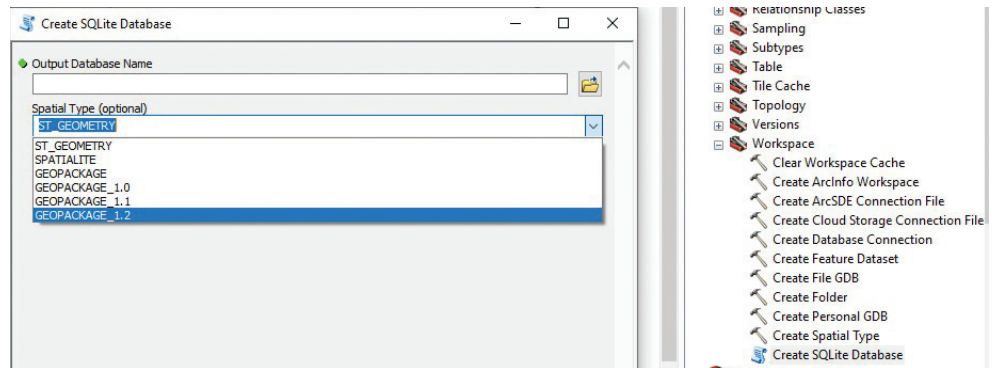 Create SQLite Database
Output Database Name
Spatial Type (optional)
ST_GEOMETRY
ST_GEOMETRY
SPATIALITE
GEOPACKAGE
GEOPACKAGE_1.0
GEOPACKAGE_1.1
GEOPACKAGE_1.2
Relationship Classes
Sampling
Subtypes
Table
Tile Cache
Topology
Versions
Workspace
Clear Workspace Cache
Create ArcInfo Workspace
Create ArcSDE Connection File
Create Cloud Storage Connection File
Create Database Connection
Create Feature Dataset
Create File GDB
Create Folder
Create Personal GDB
Create Spatial Type
Create SQLite Database